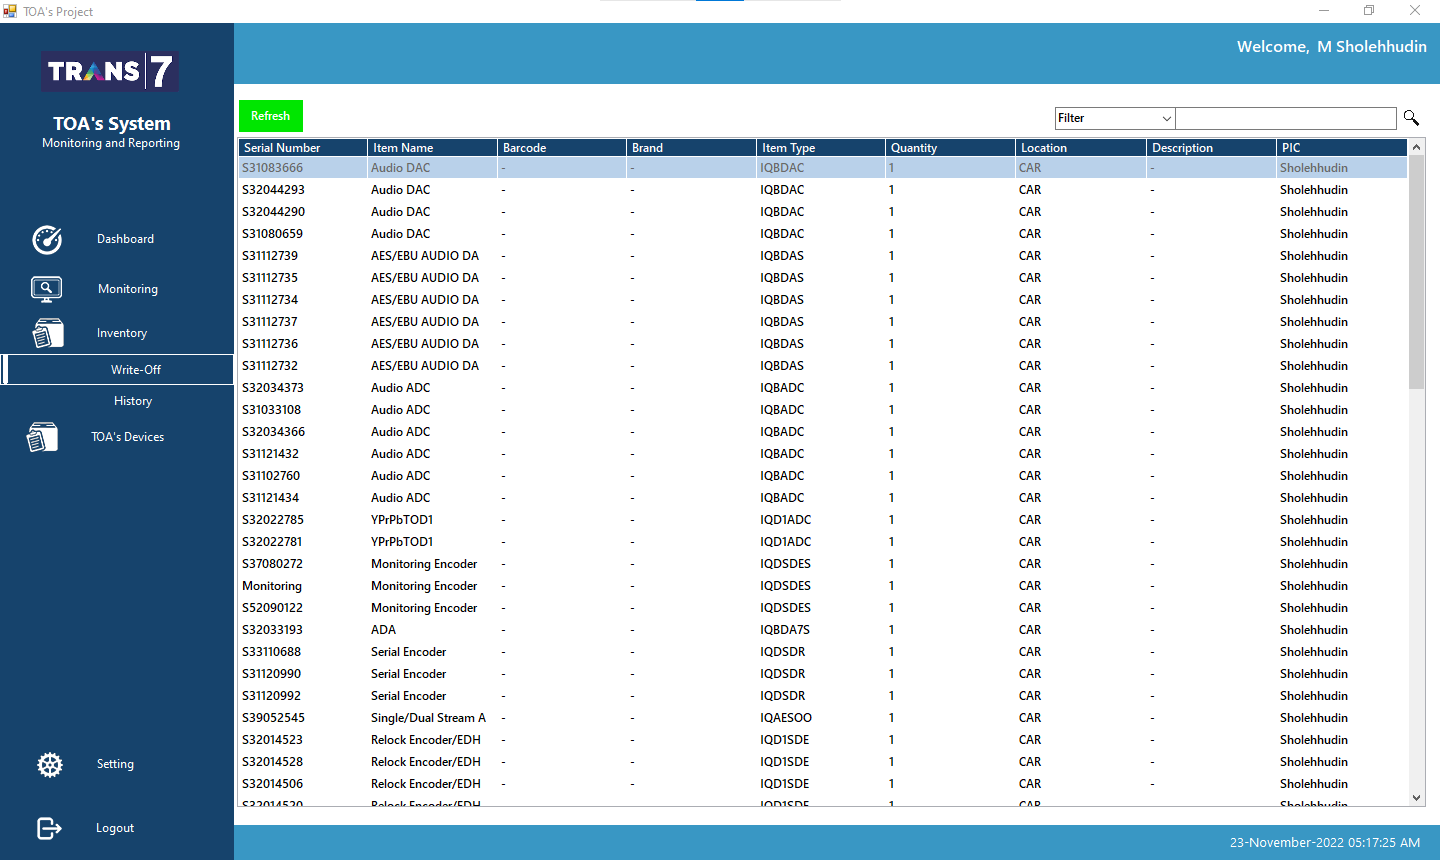 TOA's Project
TRANS 7
TOA's System
Monitoring and Reporting
Dashboard
Monitoring
Inventory
Write-Off
History
TOA's Devices
Setting
Logout
Welcome, M Sholehhudin
Refresh
Filter
Serial Number Item Name Barcode Brand Item Type Quantity Location Description PIC
S31083666 Audio DAC - - IQBDAC 1 CAR - Sholehhudin
S32044293 Audio DAC - - IQBDAC 1 CAR - Sholehhudin
S32044290 Audio DAC - - IQBDAC 1 CAR - Sholehhudin
S31080659 Audio DAC - - IQBDAC 1 CAR - Sholehhudin
S31112739 AES/EBU AUDIO DA - - IQBDAS 1 CAR - Sholehhudin
S31112735 AES/EBU AUDIO DA - - IQBDAS 1 CAR - Sholehhudin
S31112734 AES/EBU AUDIO DA - - IQBDAS 1 CAR - Sholehhudin
S31112737 AES/EBU AUDIO DA - - IQBDAS 1 CAR - Sholehhudin
S31112736 AES/EBU AUDIO DA - - IQBDAS 1 CAR - Sholehhudin
S31112732 AES/EBU AUDIO DA - - IQBDAS 1 CAR - Sholehhudin
S32034373 Audio ADC - - IQBADC 1 CAR - Sholehhudin
S31033108 Audio ADC - - IQBADC 1 CAR - Sholehhudin
S32034366 Audio ADC - - IQBADC 1 CAR - Sholehhudin
S31121432 Audio ADC - - IQBADC 1 CAR - Sholehhudin
S31102760 Audio ADC - - IQBADC 1 CAR - Sholehhudin
S31121434 Audio ADC - - IQBADC 1 CAR - Sholehhudin
S32022785 YPrPbTOD1 - - IQD1ADC 1 CAR - Sholehhudin
S32022781 YPrPbTOD1 - - IQD1ADC 1 CAR - Sholehhudin
S37080272 Monitoring Encoder - - IQDSDES 1 CAR - Sholehhudin
Monitoring Monitoring Encoder - - IQDSDES 1 CAR - Sholehhudin
S52090122 Monitoring Encoder - - IQDSDES 1 CAR - Sholehhudin
S32033193 ADA - - IQBDA7S 1 CAR - Sholehhudin
S33110688 Serial Encoder - - IQDSDR 1 CAR - Sholehhudin
S31120990 Serial Encoder - - IQDSDR 1 CAR - Sholehhudin
S31120992 Serial Encoder - - IQDSDR 1 CAR - Sholehhudin
S39052545 Single/Dual Stream A - - IQAESOO 1 CAR - Sholehhudin
S32014523 Relock Encoder/EDH - - IQD1SDE 1 CAR - Sholehhudin
S32014528 Relock Encoder/EDH - - IQD1SDE 1 CAR - Sholehhudin
S32014506 Relock Encoder/EDH - - IQD1SDE 1 CAR - Sholehhudin
S32014520 Relock Encoder/EDH IQD1SDE 1 CAR Sholehhudin
23-November-2022 05:17:25 AM